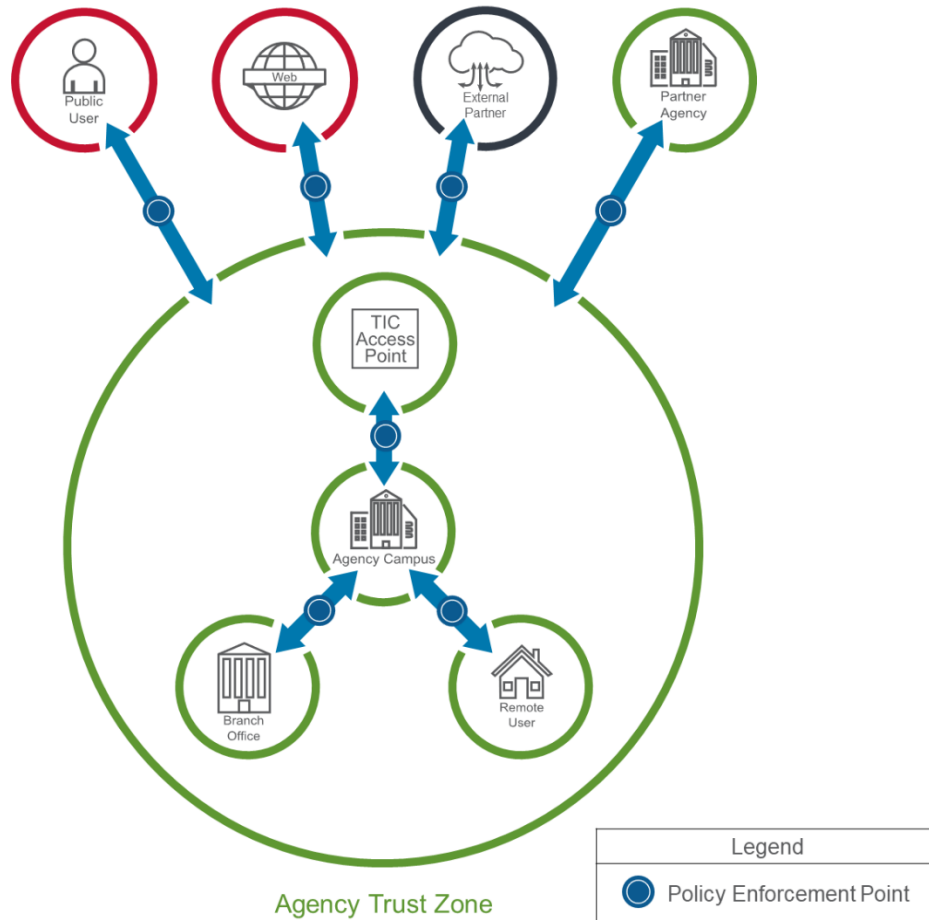 Public
User
Web
External
Partner
Partner
Agency
TIC
Access
Point
Agency Campus
Branch
Office
Remote
User
Agency Trust Zone
Legend
Policy Enforcement Point